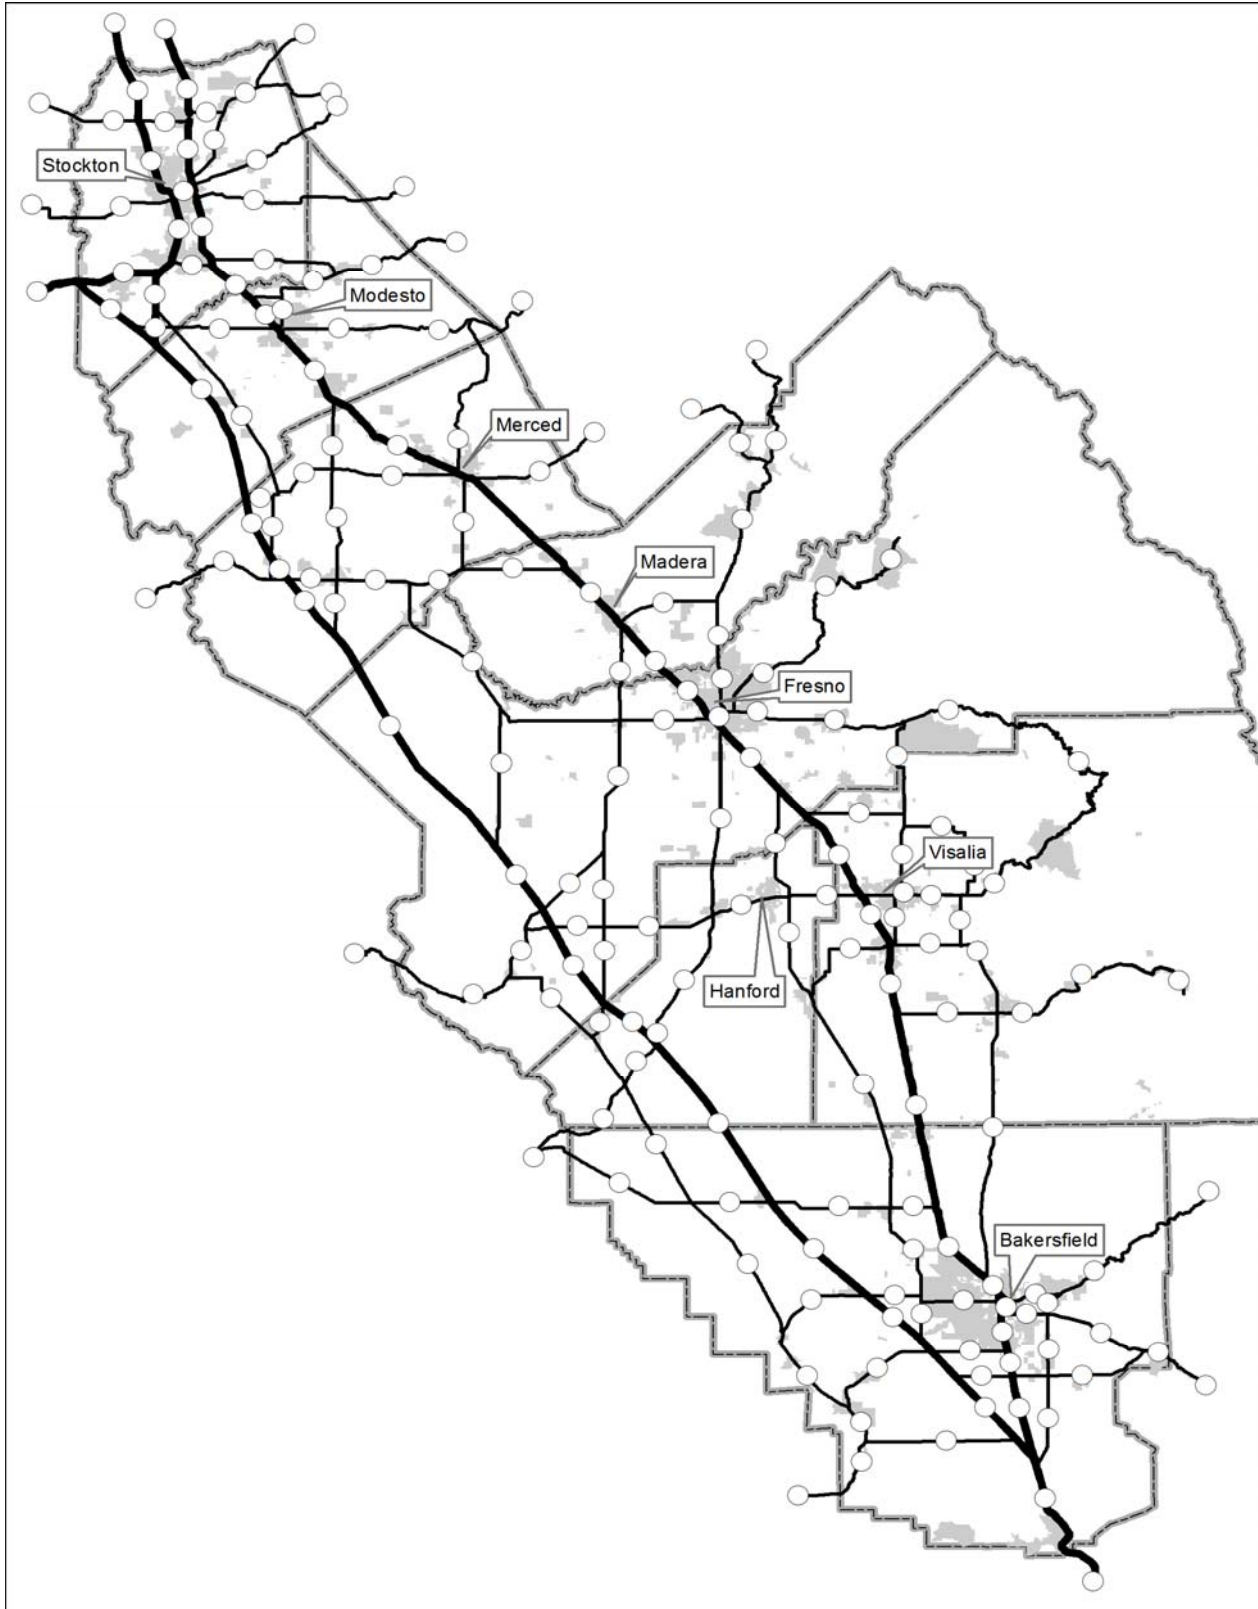 Stockton
Modesto
Merced
Madera
Fresno
Visalia
Hanford
Bakersfield